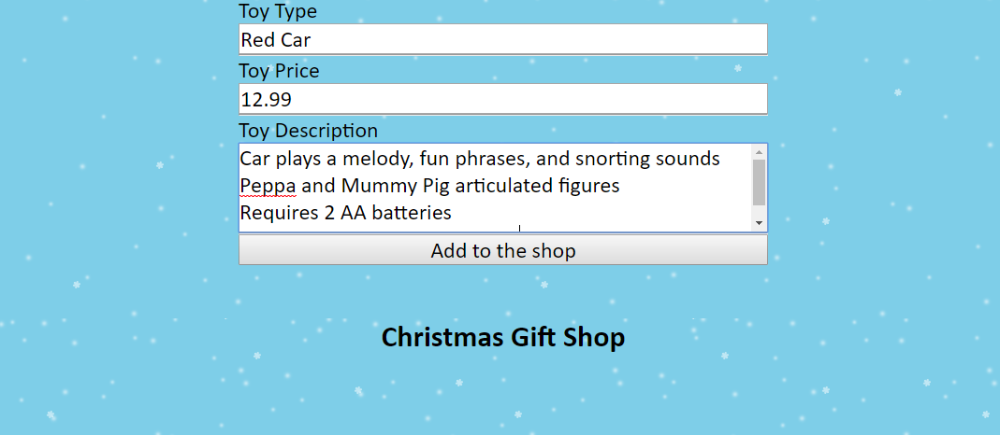 Toy Type
Red Car
Toy Price
12.99
Toy Description
Car plays a melody, fun phrases, and snorting sounds
Peppa and Mummy Pig articulated figures
Requires 2 AA batteries
Add to the shop
Christmas Gift Shop